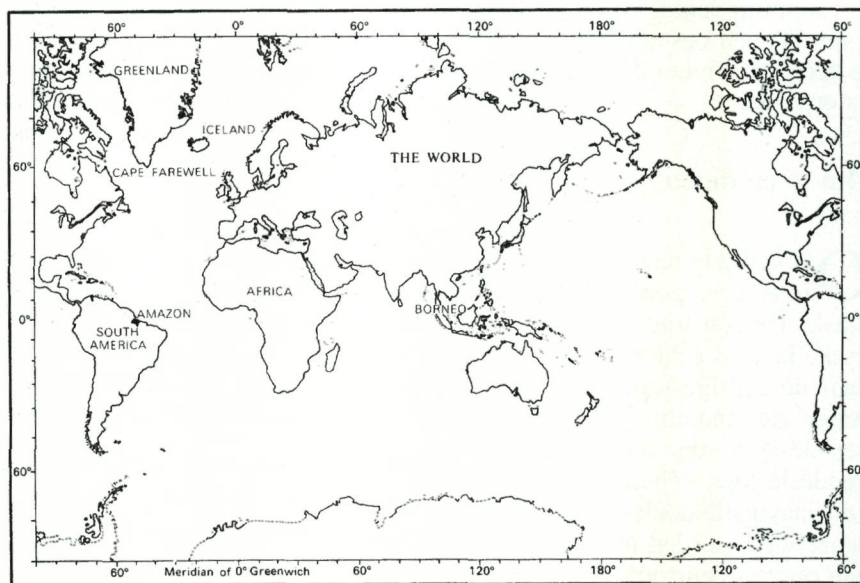 60° 0° 60° 120° 180° 120° 60°
GREENLAND
ICELAND
THE WORLD
60° 60°
CAPE FAREWELL
AFRICA
BORNEO
AMAZON
0° 0°
SOUTH
AMERICA
60° 60°
60° Meridian of 0° Greenwich 60° 120° 180° 120° 60°